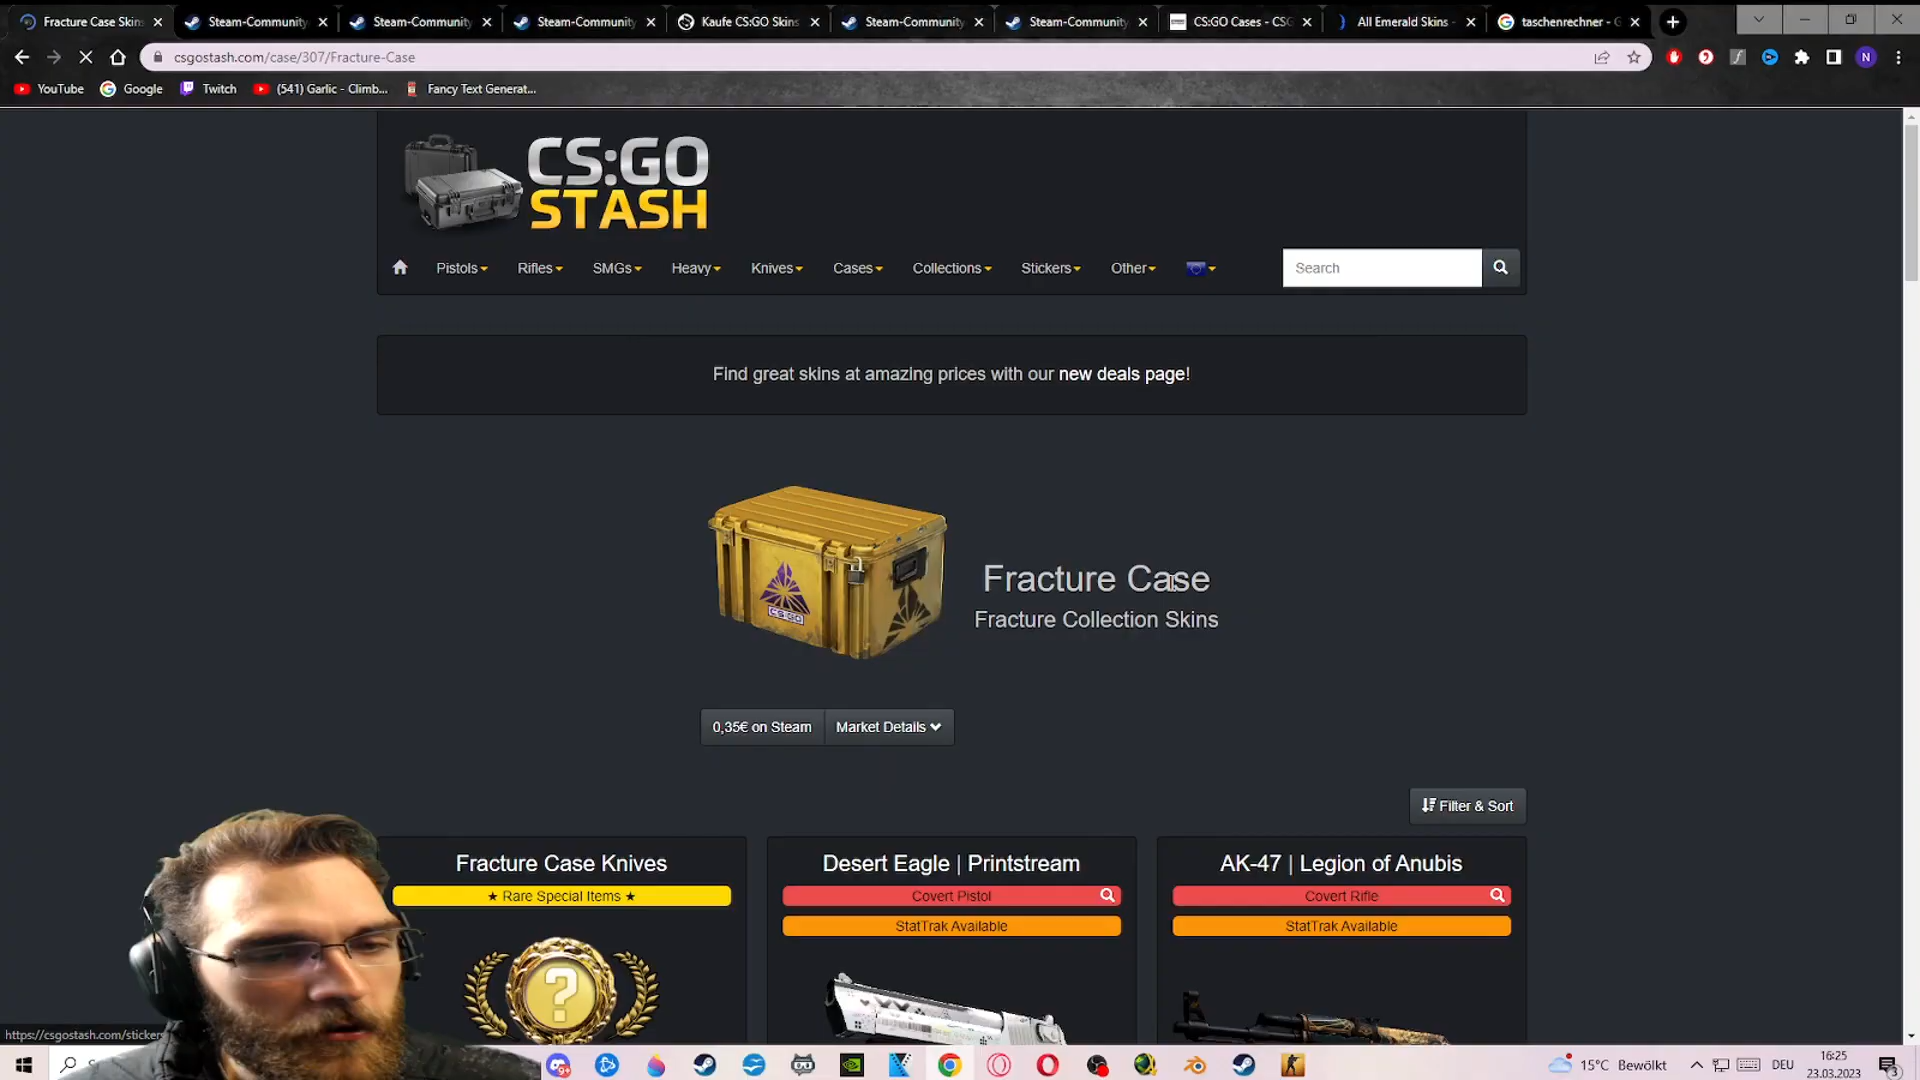 Fracture Case Skins
Steam-Community
Steam-Community
Steam-Community
Kaufe CS:GO Skins
Steam-Community
Steam-Community
CS:GO Cases - CSG
All Emerald Skins -
taschenrechner - G
csgostash.com/case/307/Fracture-Case
N
YouTube
Google
Twitch
(541) Garlic - Climb...
Fancy Text Generat...
CS:GO
STASH
Pistols
Rifles
SMGs
Heavy
Knives
Cases
Collections
Stickers
Other
Search
Find great skins at amazing prices with our new deals page!
CS:GO
Fracture Case
Fracture Collection Skins
0,35€ on Steam
Market Details
Filter & Sort
Fracture Case Knives
★ Rare Special Items ★
Desert Eagle | Printstream
Covert Pistol
StatTrak Available
AK-47 | Legion of Anubis
Covert Rifle
StatTrak Available
?
https://csgostash.com/stickers
15°C Bewölkt
DEU
16:25
23.03.2023
3